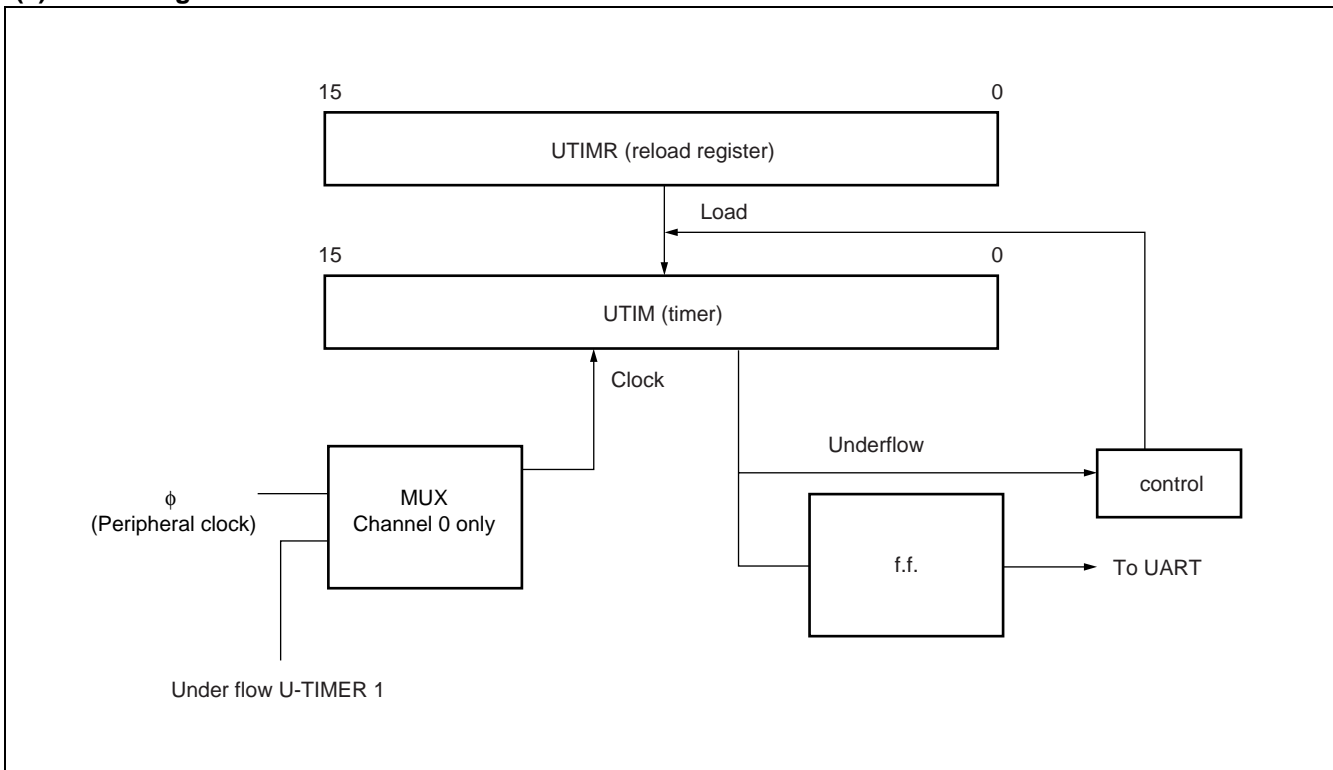 15 0
UTIMR (reload register)
Load
15 0
UTIM (timer)
Clock
Underflow
control
MUX
Channel 0 only
ϕ
(Peripheral clock)
f.f.
To UART
Under flow U-TIMER 1